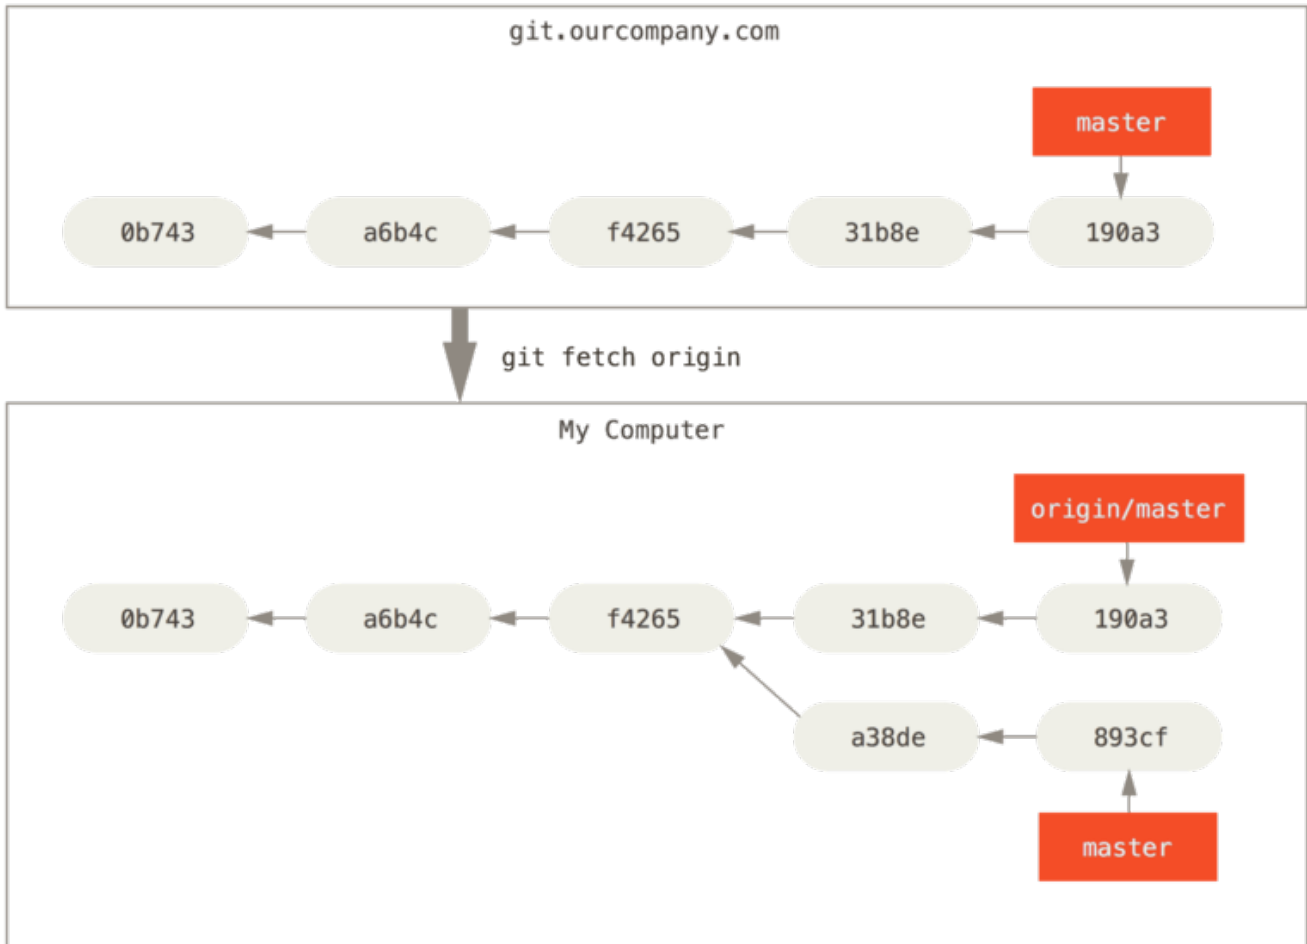 git.ourcompany.com
master
0b743 a6b4c f4265 31b8e 190a3
git fetch origin
My Computer
origin/master
0b743 a6b4c f4265 31b8e 190a3
a38de 893cf
master